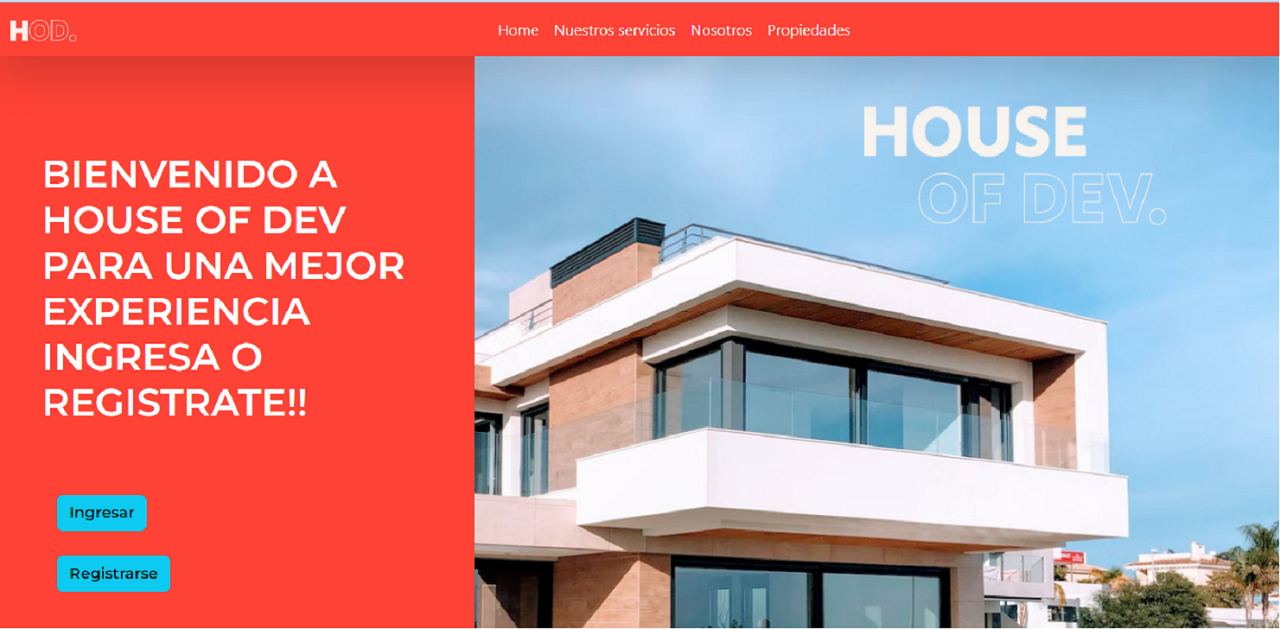 HOD.
Home Nuestros servicios Nosotros Propiedades
BIENVENIDO A
HOUSE OF DEV
PARA UNA MEJOR
EXPERIENCIA
INGRESA O
REGISTRATE!!
Ingresar
Registrarse
HOUSE
OF DEV.